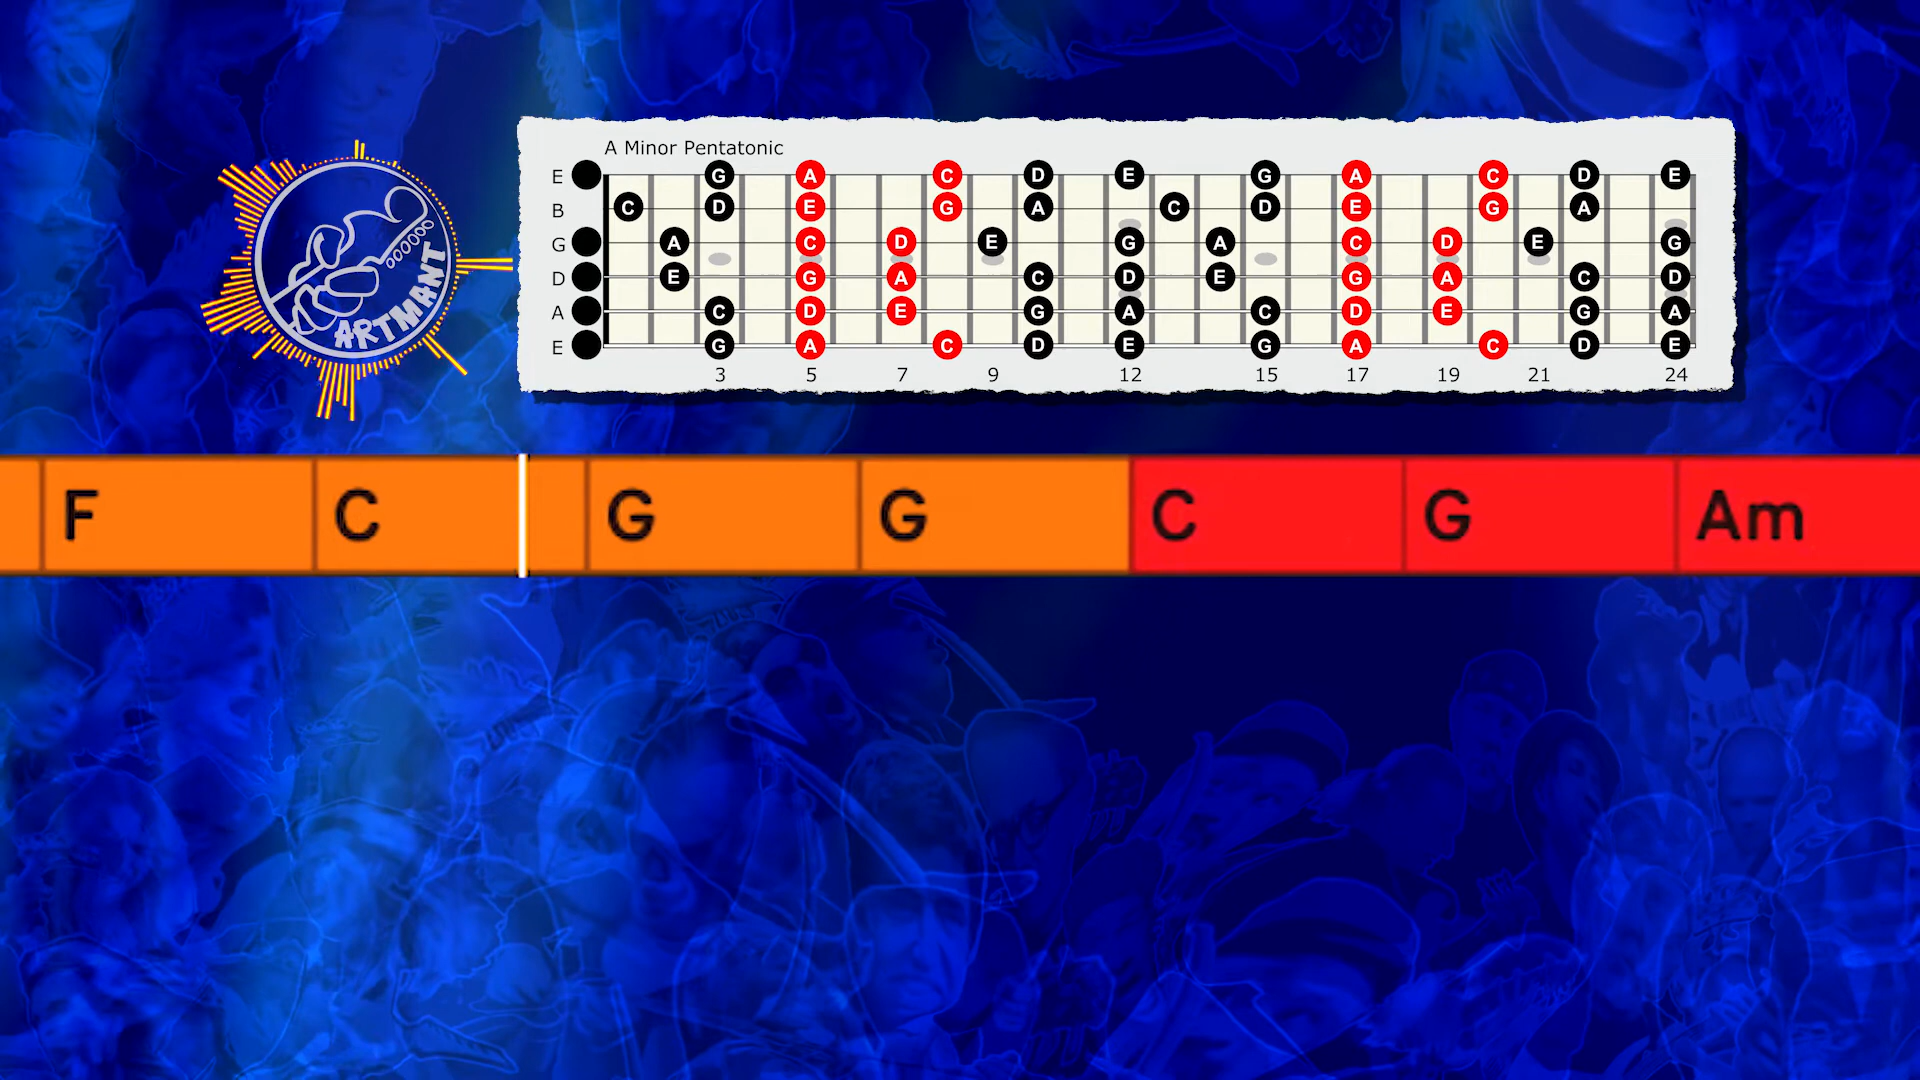 A Minor Pentatonic
E G A C D E G A C D E
B C D E G A C D E G A
G A C D E G A C D E G
D E G A C D E G A C D
A C D E G A C D E G A
E G A C D E G A C D E
3 5 7 9 12 15 17 19 21 24
ARTMANT
F C G G C G Am